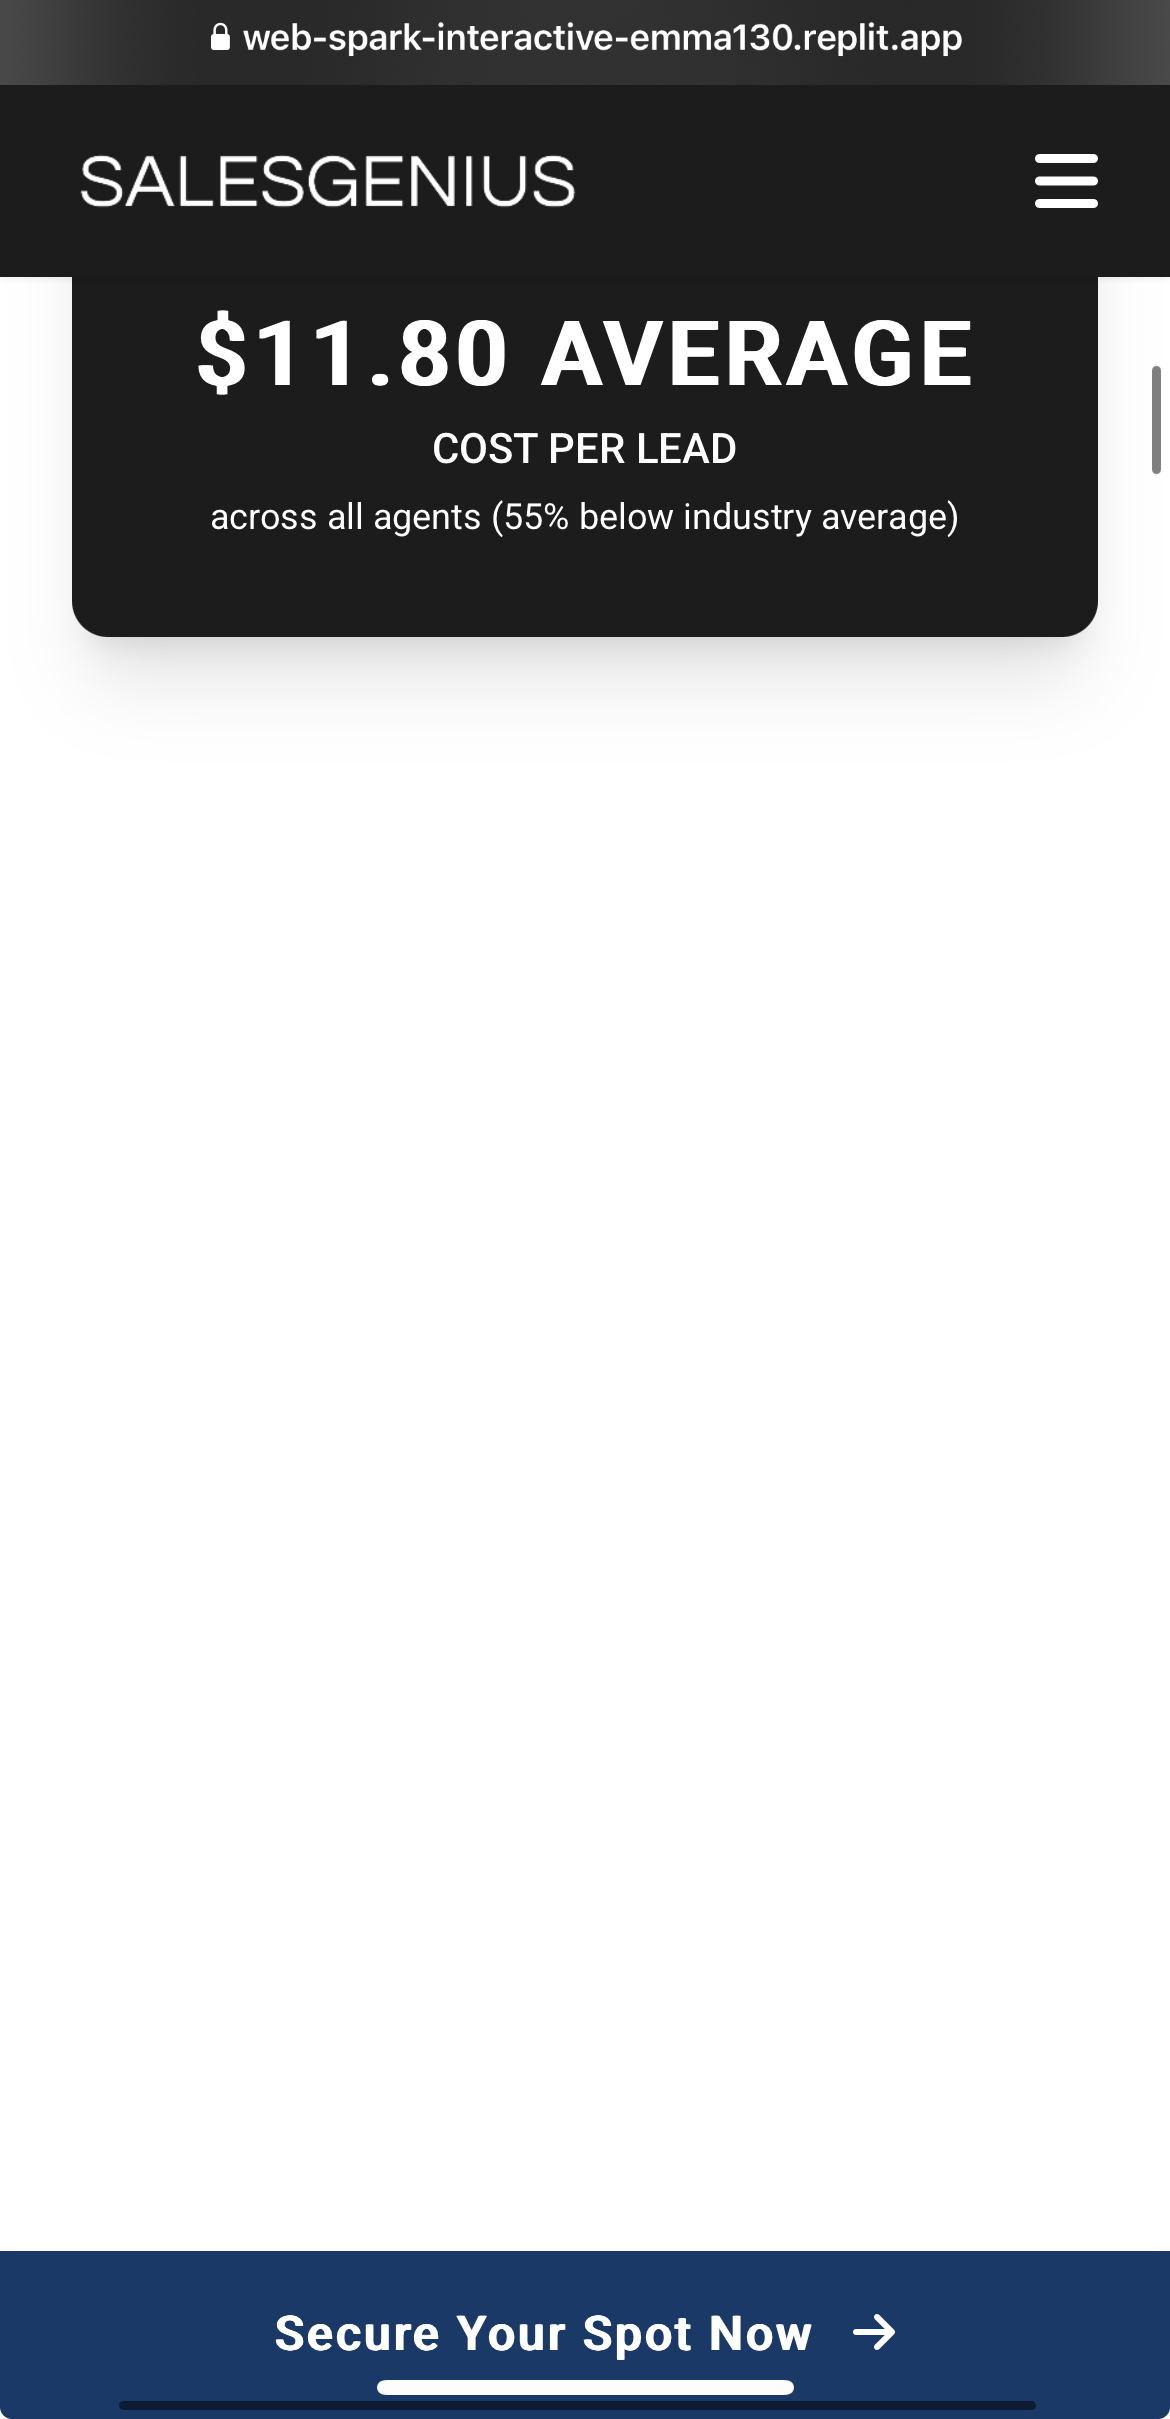 web-spark-interactive-emma130.replit.app
SALESGENIUS
$11.80 AVERAGE
COST PER LEAD
across all agents (55% below industry average)
Secure Your Spot Now →